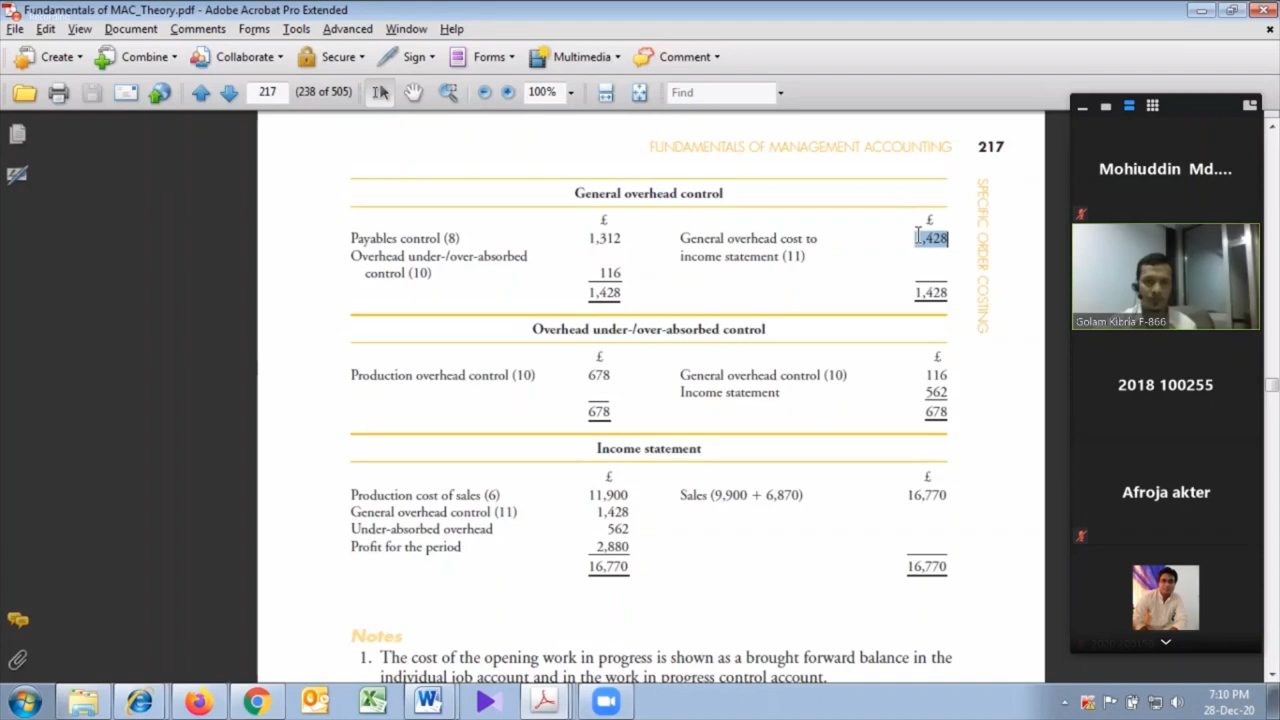 Fundamentals of MAC_Theory.pdf - Adobe Acrobat Pro Extended
Recording
File Edit View Document Comments Forms Tools Advanced Window Help
Create Combine Collaborate Secure Sign Forms Multimedia Comment
217 (238 of 505) 100% Find
FUNDAMENTALS OF MANAGEMENT ACCOUNTING 217
SPECIFIC ORDER COSTING
General overhead control
£ £
Payables control (8) 1,312 General overhead cost to 1,428
Overhead under-/over-absorbed income statement (11)
control (10) 116
1,428 1,428
Overhead under-/over-absorbed control
£ £
Production overhead control (10) 678 General overhead control (10) 116
Income statement 562
678 678
Income statement
£ £
Production cost of sales (6) 11,900 Sales (9,900 + 6,870) 16,770
General overhead control (11) 1,428
Under-absorbed overhead 562
Profit for the period 2,880
16,770 16,770
Notes
1. The cost of the opening work in progress is shown as a brought forward balance in the
individual job account and in the work in progress control account.
Mohiuddin Md....
Golam Kibria F-866
2018 100255
Afroja akter
7:10 PM
28-Dec-20